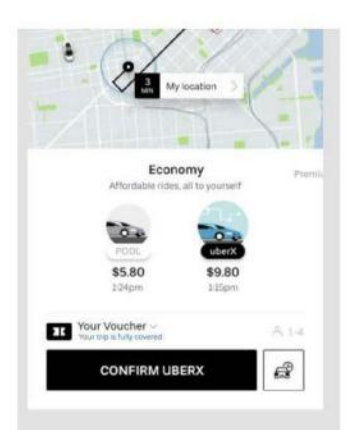 3
MIN
My location
Economy
Premiu
Affordable rides, all to yourself
POOL
uberX
$5.80
$9.80
1:24pm
1:15pm
Your Voucher
Your trip is fully covered
1-4
CONFIRM UBERX